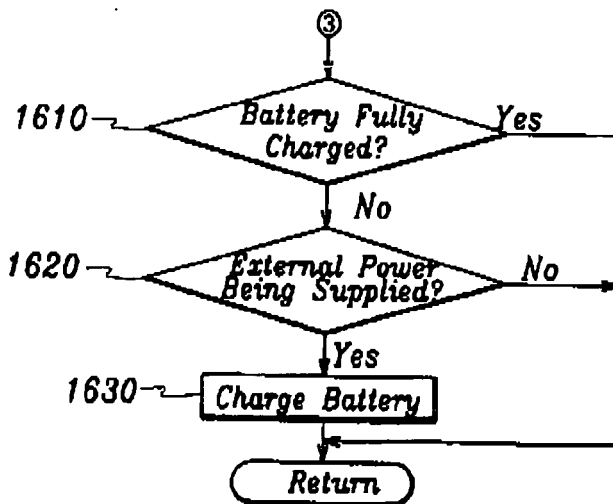 3
1610
Battery Fully
Charged?
Yes
No
1620
External Power
Being Supplied?
No
Yes
1630
Charge Battery
Return